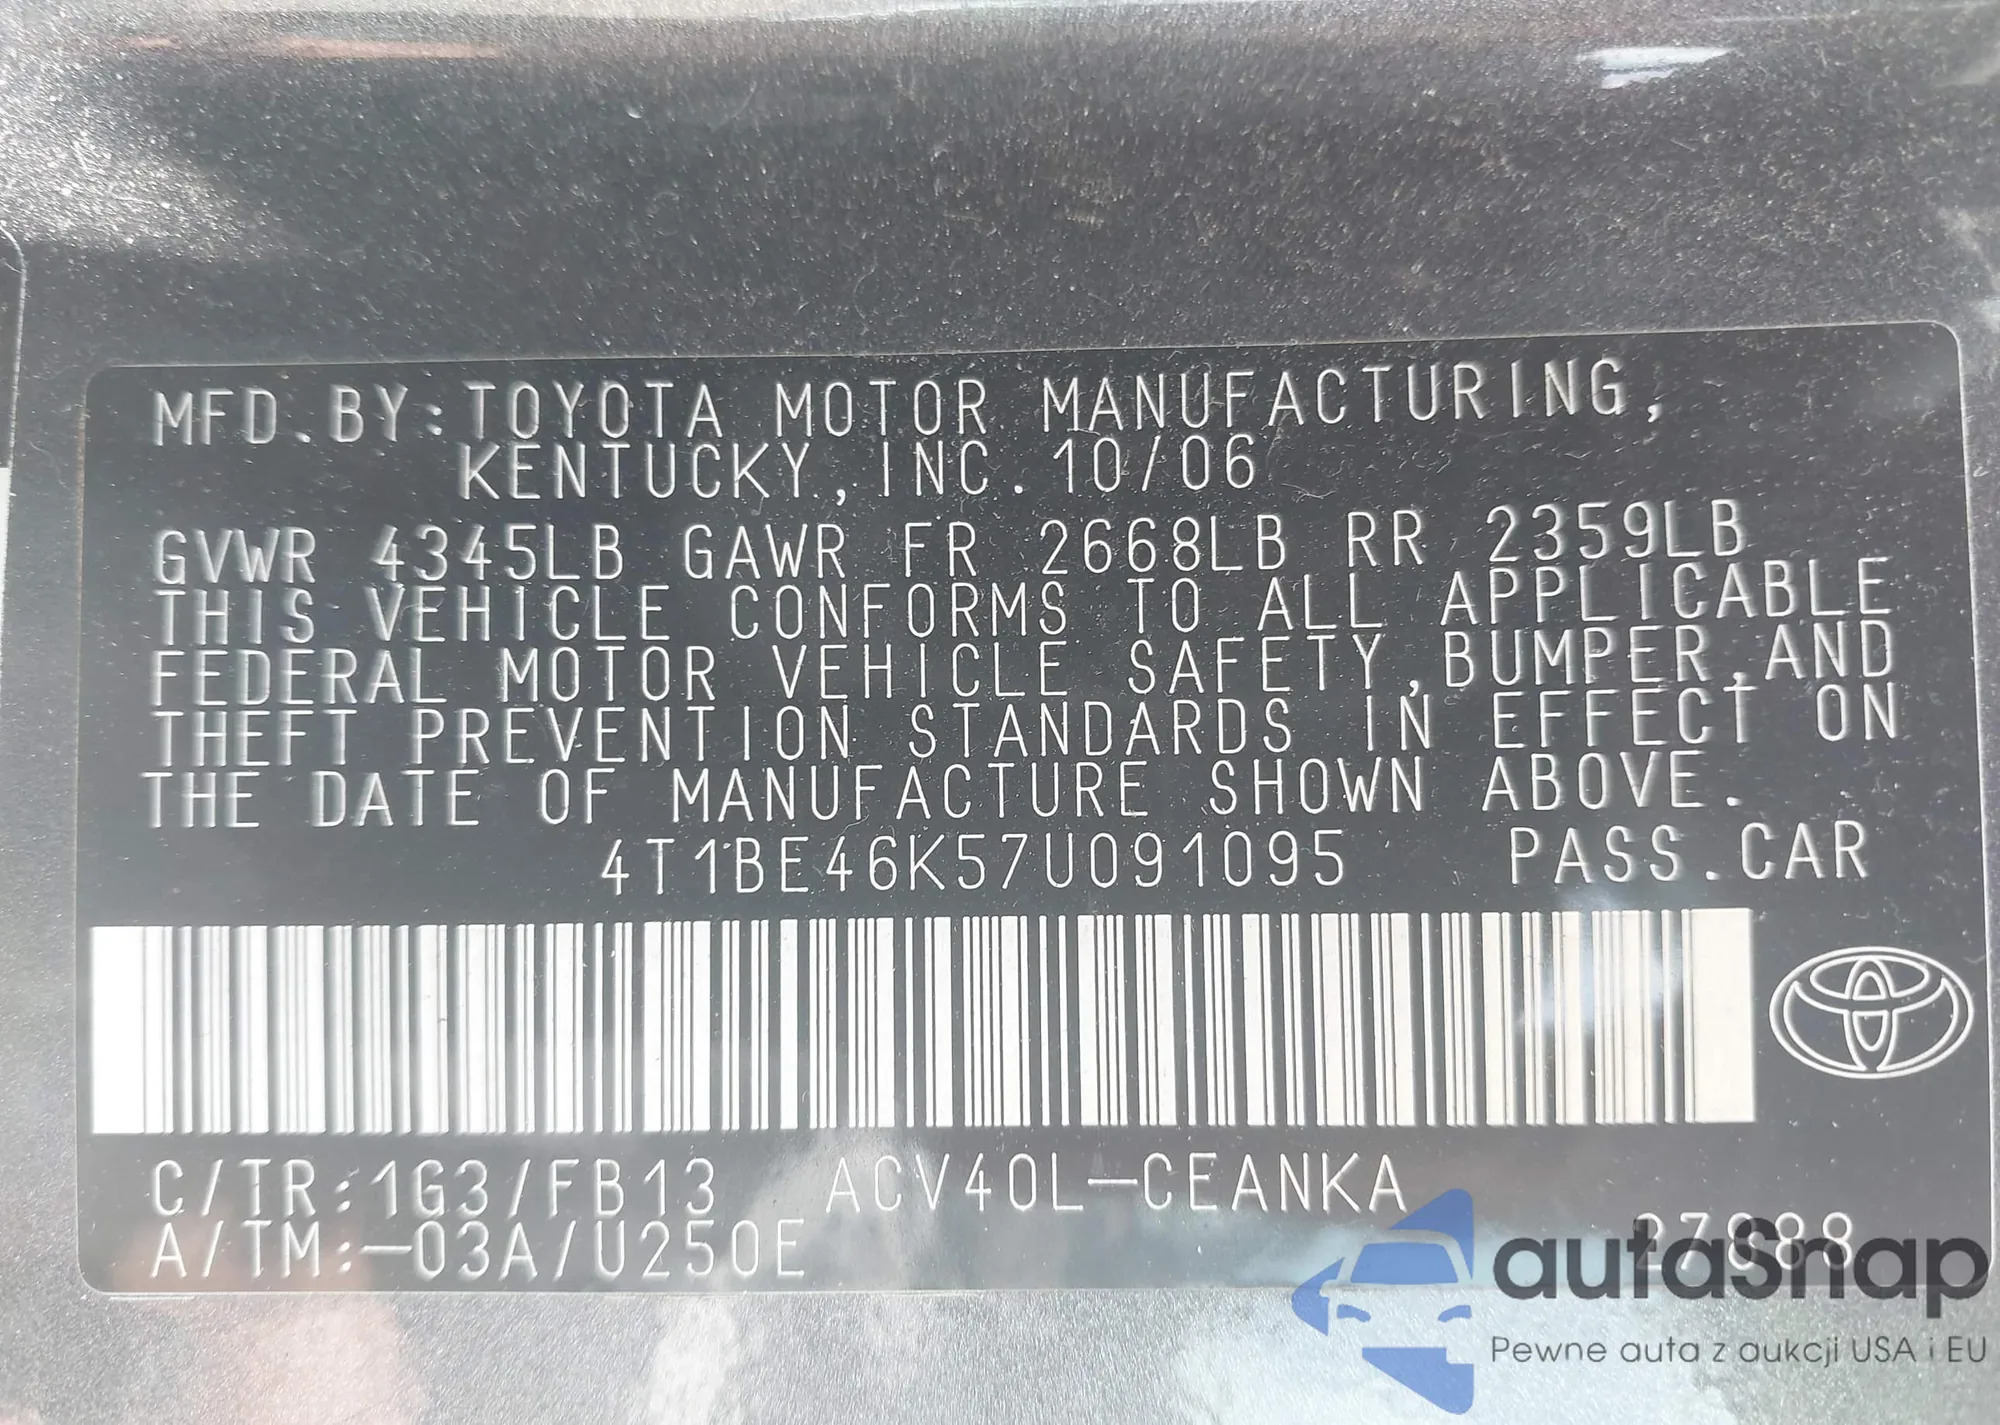 MFD.BY:TOYOTA MOTOR MANUFACTURING,
KENTUCKY,INC.10/06
GVWR 4345LB GAWR FR 2668LB RR 2359LB
THIS VEHICLE CONFORMS TO ALL APPLICABLE
FEDERAL MOTOR VEHICLE SAFETY,BUMPER,AND
THEFT PREVENTION STANDARDS IN EFFECT ON
THE DATE OF MANUFACTURE SHOWN ABOVE.
4T1BE46K57U091095 PASS.CAR
C/TR:1G3/FB13 ACV40L-CEANKA
A/TM:-03A/U250E 27888
autaSnap
Pewne auta z aukcji USA i EU